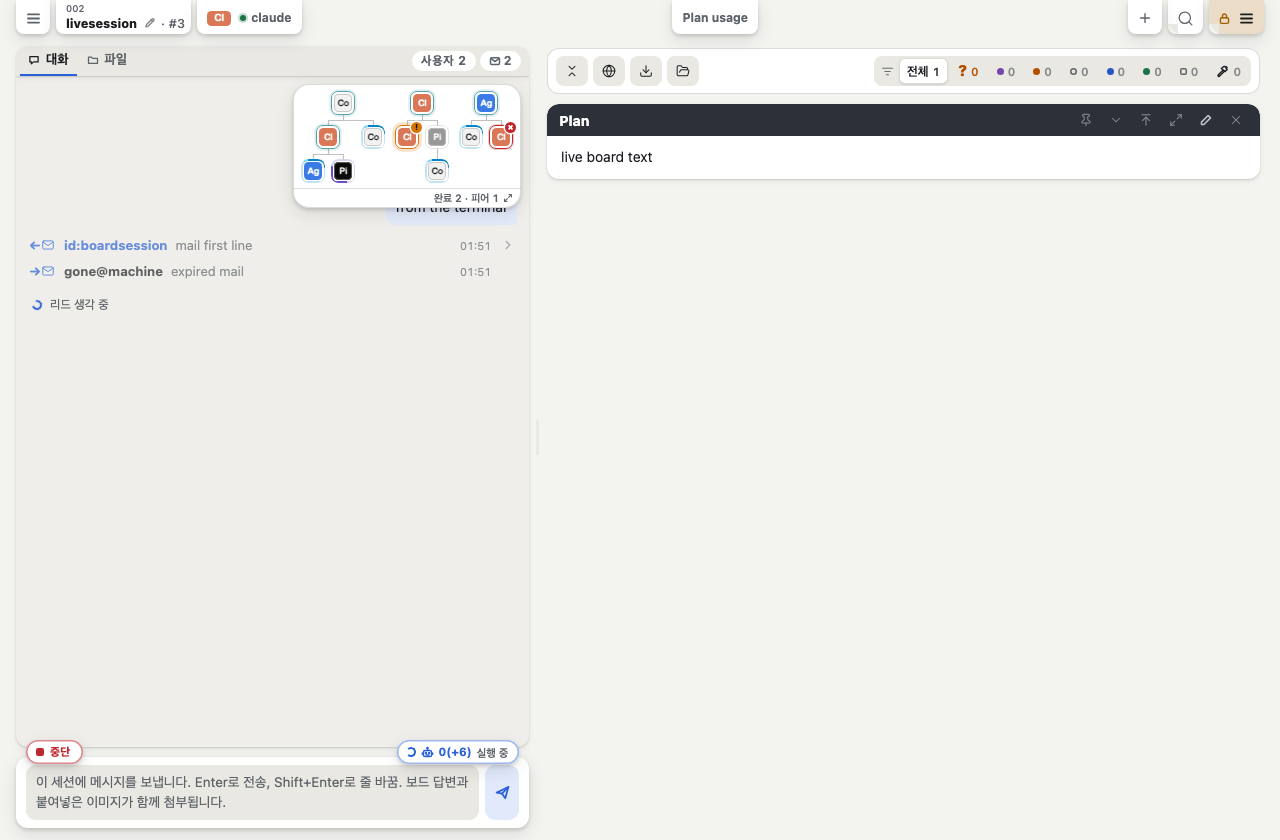 002
livesession · #3
Cl claude
Plan usage
대화 파일
사용자 2
2
Co Cl Ag
Cl Co Cl ! Pi Co Cl
Ag Pi Co
완료 2 · 피어 1
from the terminal
id:boardsession mail first line 01:51
gone@machine expired mail 01:51
리드 생각 중
중단
0(+6) 실행 중
이 세션에 메시지를 보냅니다. Enter로 전송, Shift+Enter로 줄 바꿈. 보드 답변과
붙여넣은 이미지가 함께 첨부됩니다.
전체 1 ? 0 0 0 0 0 0 0 0
Plan
live board text